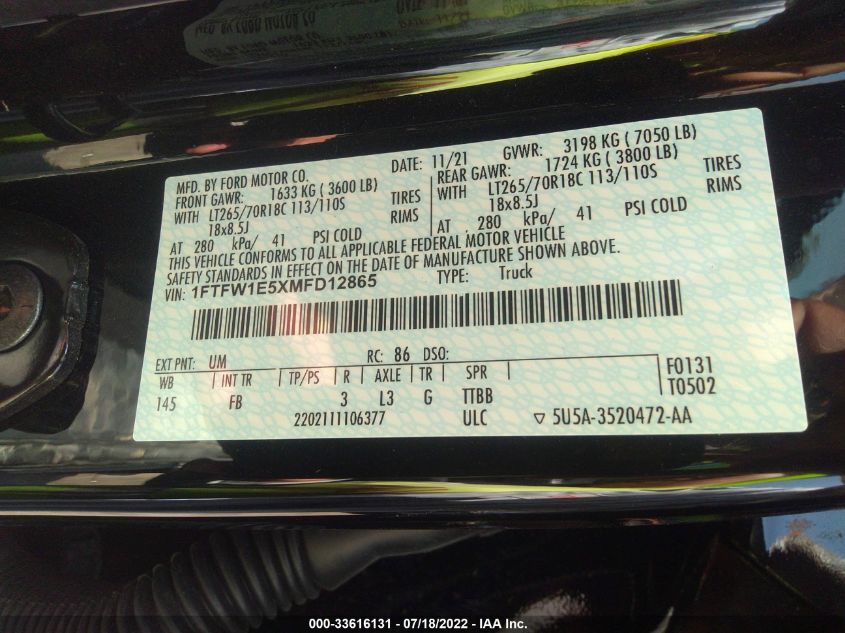 MFD. BY FORD MOTOR CO. DATE: 11/21 GVWR: 3198 KG ( 7050 LB)
FRONT GAWR: 1633 KG ( 3600 LB) REAR GAWR: 1724 KG ( 3800 LB)
WITH LT265/70R18C 113/110S TIRES WITH LT265/70R18C 113/110S TIRES
18x8.5J RIMS 18x8.5J RIMS
AT 280 kPa/ 41 PSI COLD AT 280 kPa/ 41 PSI COLD
THIS VEHICLE CONFORMS TO ALL APPLICABLE FEDERAL MOTOR VEHICLE
SAFETY STANDARDS IN EFFECT ON THE DATE OF MANUFACTURE SHOWN ABOVE.
VIN: 1FTFW1E5XMFD12865 TYPE: Truck
EXT PNT: UM RC: 86 DSO:
WB INT TR TP/PS R AXLE TR SPR F0131
145 FB 3 L3 G TTBB T0502
2202111106377 ULC ▽ 5U5A-3520472-AA
000-33616131 - 07/18/2022 - IAA Inc.